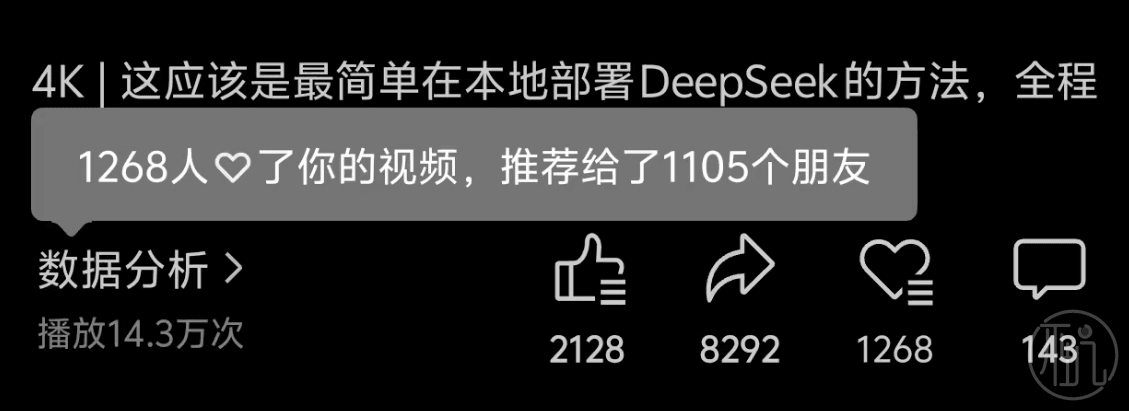 4K | 这应该是最简单在本地部署DeepSeek的方法，全程
1268人♡了你的视频，推荐给了1105个朋友
数据分析 >
播放14.3万次
2128 8292 1268 143